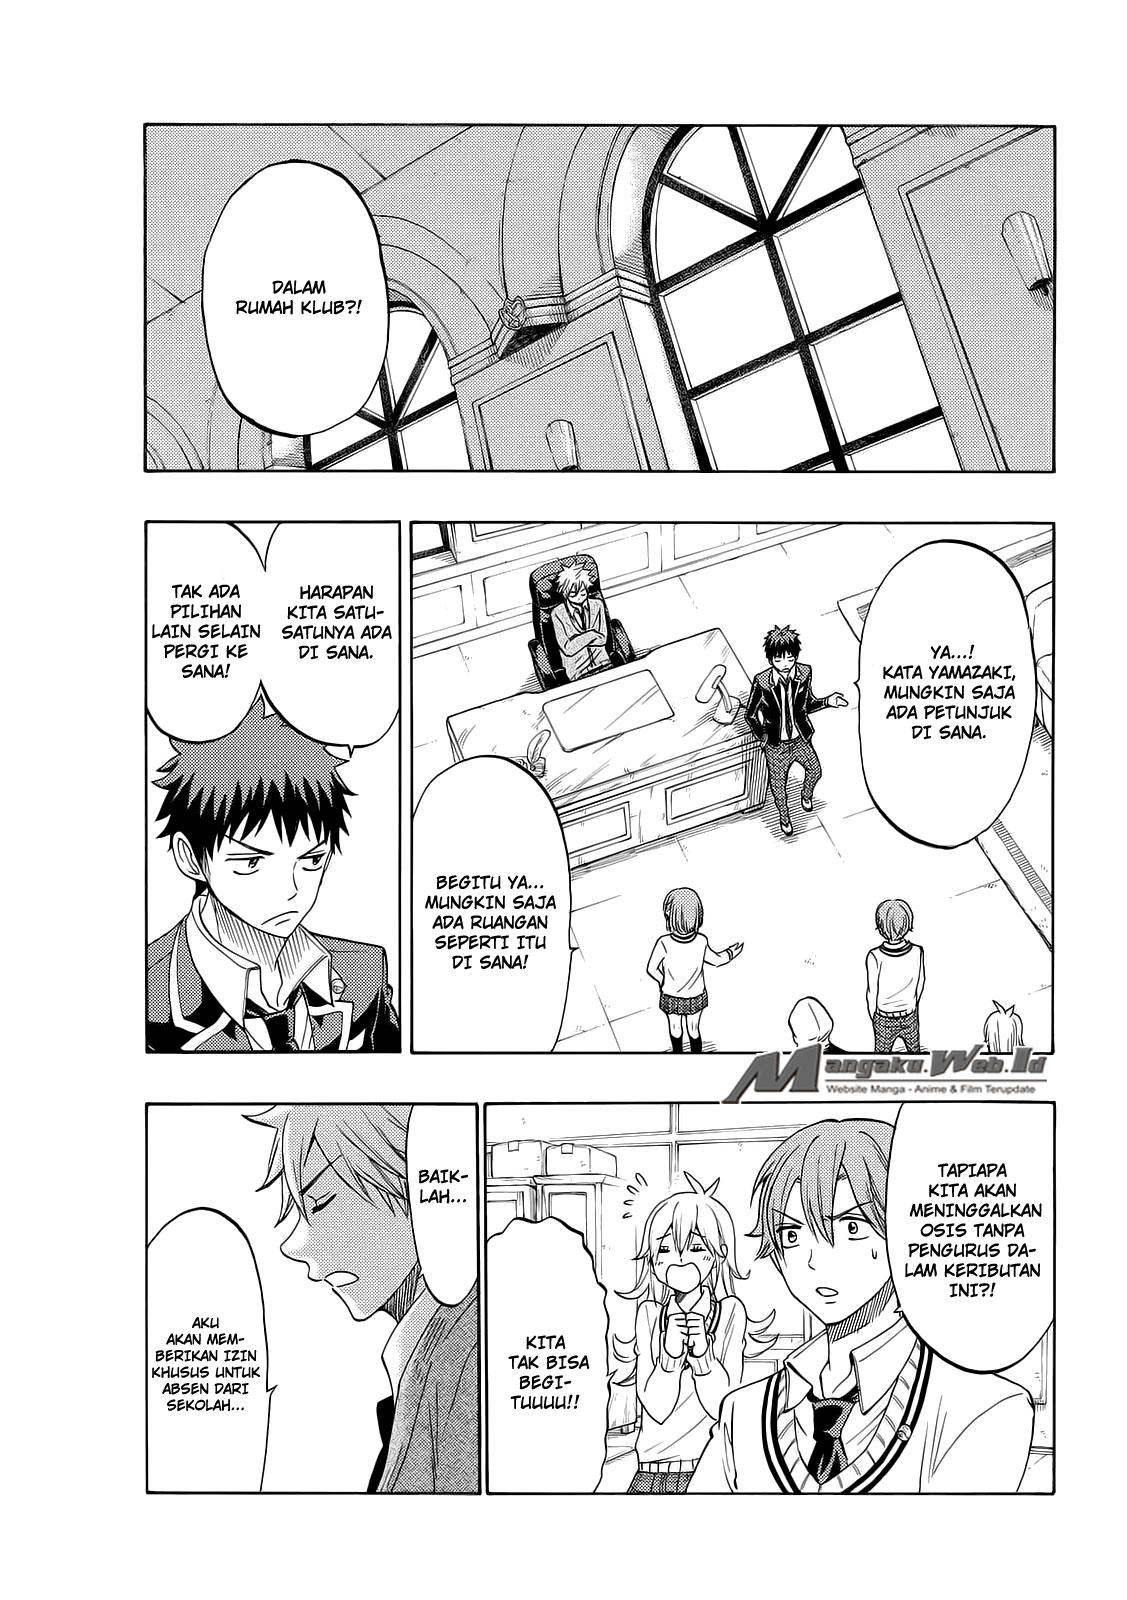 DALAM
RUMAH KLUB?!
YA...!
KATA YAMAZAKI,
MUNGKIN SAJA
ADA PETUNJUK
DI SANA.
BEGITU YA...
MUNGKIN SAJA
ADA RUANGAN
SEPERTI ITU
DI SANA!
HARAPAN
KITA SATU-
SATUNYA ADA
DI SANA.
TAK ADA
PILIHAN
LAIN SELAIN
PERGI KE
SANA!
Mangaku.Web.Id
Website Manga - Anime & Film Terupdate
TAPIAPA
KITA AKAN
MENINGGALKAN
OSIS TANPA
PENGURUS DA-
LAM KERIBUTAN
INI?!
KITA
TAK BISA
BEGI-
TUUUU!!
BAIK-
LAH...
AKU
AKAN MEM-
BERIKAN IZIN
KHUSUS UNTUK
ABSEN DARI
SEKOLAH...